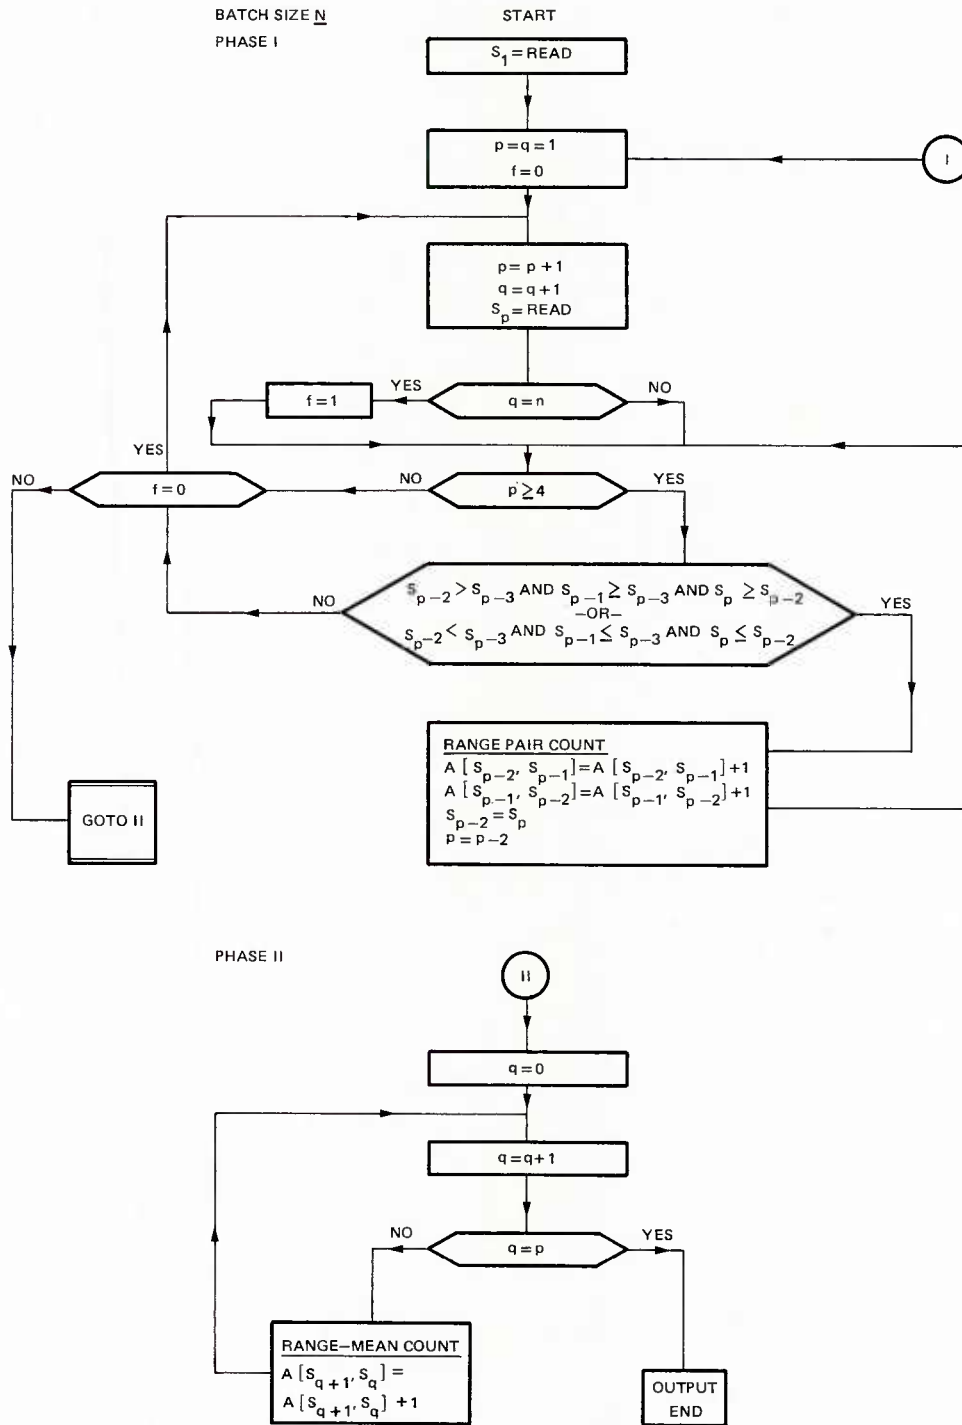 BATCH SIZE N
START
PHASE I
S1 = READ
p = q = 1
f = 0
I
p = p + 1
q = q + 1
Sp = READ
YES
q = n
NO
f = 1
YES
NO
f = 0
NO
p ≥ 4
YES
NO
Sp−2 > Sp−3 AND Sp−1 ≥ Sp−3 AND Sp ≥ Sp−2
−OR−
Sp−2 < Sp−3 AND Sp−1 ≤ Sp−3 AND Sp ≤ Sp−2
YES
RANGE PAIR COUNT
A [Sp−2, Sp−1] = A [Sp−2, Sp−1] + 1
A [Sp−1, Sp−2] = A [Sp−1, Sp−2] + 1
Sp−2 = Sp
p = p−2
GOTO II
PHASE II
II
q = 0
q = q + 1
NO
q = p
YES
RANGE−MEAN COUNT
A [Sq + 1, Sq] =
A [Sq + 1, Sq] + 1
OUTPUT
END